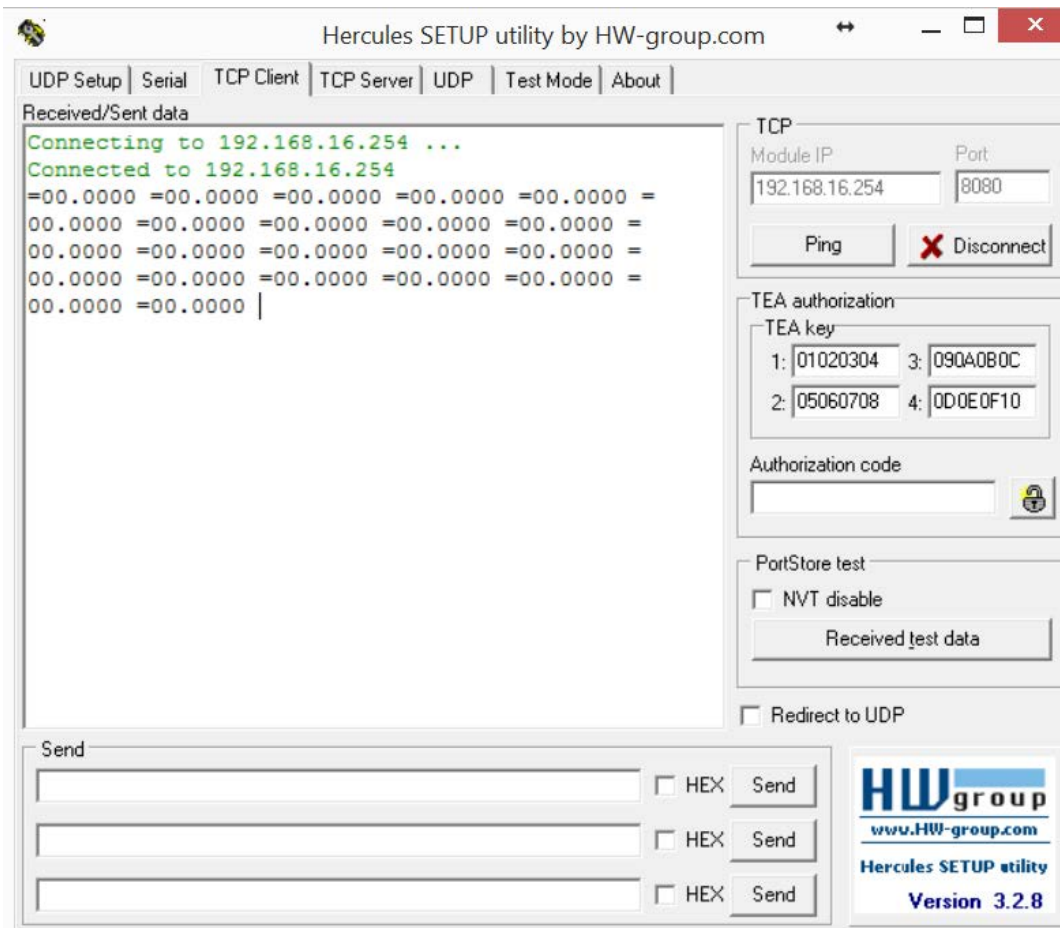 Hercules SETUP utility by HW-group.com
UDP Setup Serial TCP Client TCP Server UDP Test Mode About
Received/Sent data
Connecting to 192.168.16.254 ...
Connected to 192.168.16.254
=00.0000 =00.0000 =00.0000 =00.0000 =00.0000 =
00.0000 =00.0000 =00.0000 =00.0000 =00.0000 =
00.0000 =00.0000 =00.0000 =00.0000 =00.0000 =
00.0000 =00.0000 =00.0000 =00.0000 =00.0000 =
00.0000 =00.0000
TCP
Module IP Port
192.168.16.254 8080
Ping Disconnect
TEA authorization
TEA key
1: 01020304 3: 090A0B0C
2: 05060708 4: 0D0E0F10
Authorization code
PortStore test
NVT disable
Received test data
Redirect to UDP
Send
HEX Send
HEX Send
HEX Send
HWgroup
www.HW-group.com
Hercules SETUP utility
Version 3.2.8